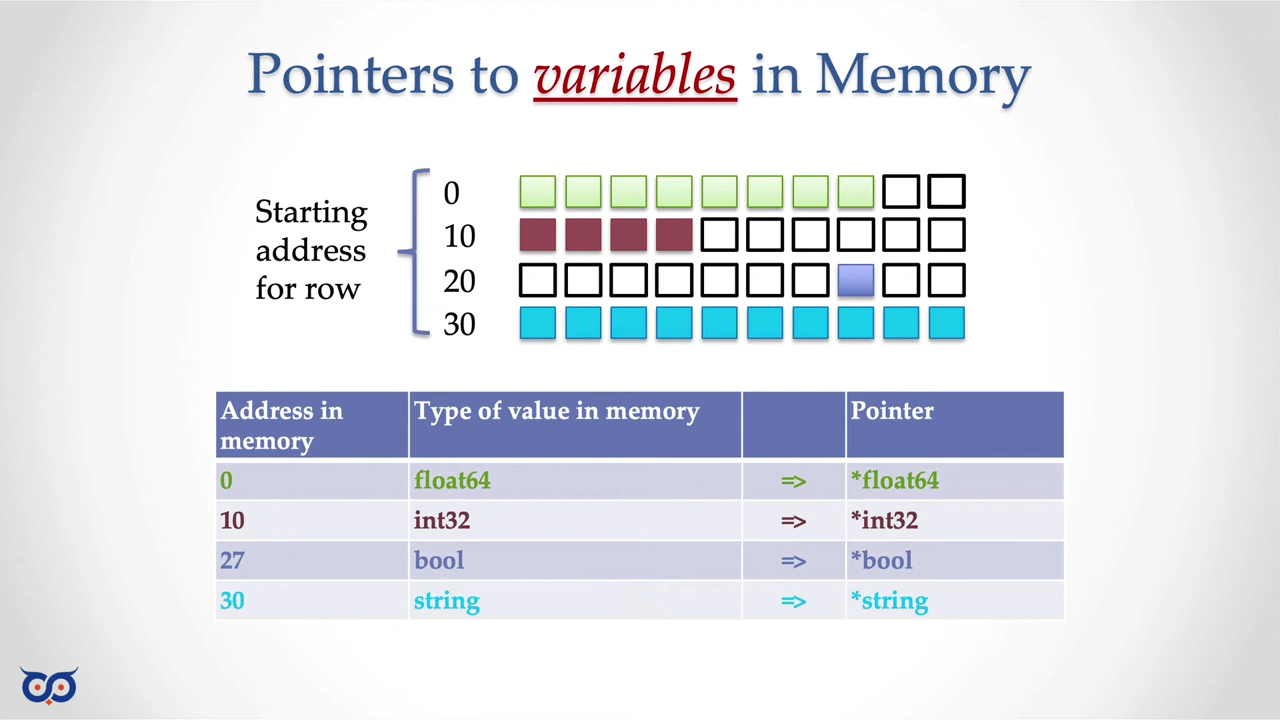 Pointers to variables in Memory
Starting
address
for row
0
10
20
30
Address in
memory
Type of value in memory
Pointer
0 float64 => *float64
10 int32 => *int32
27 bool => *bool
30 string => *string